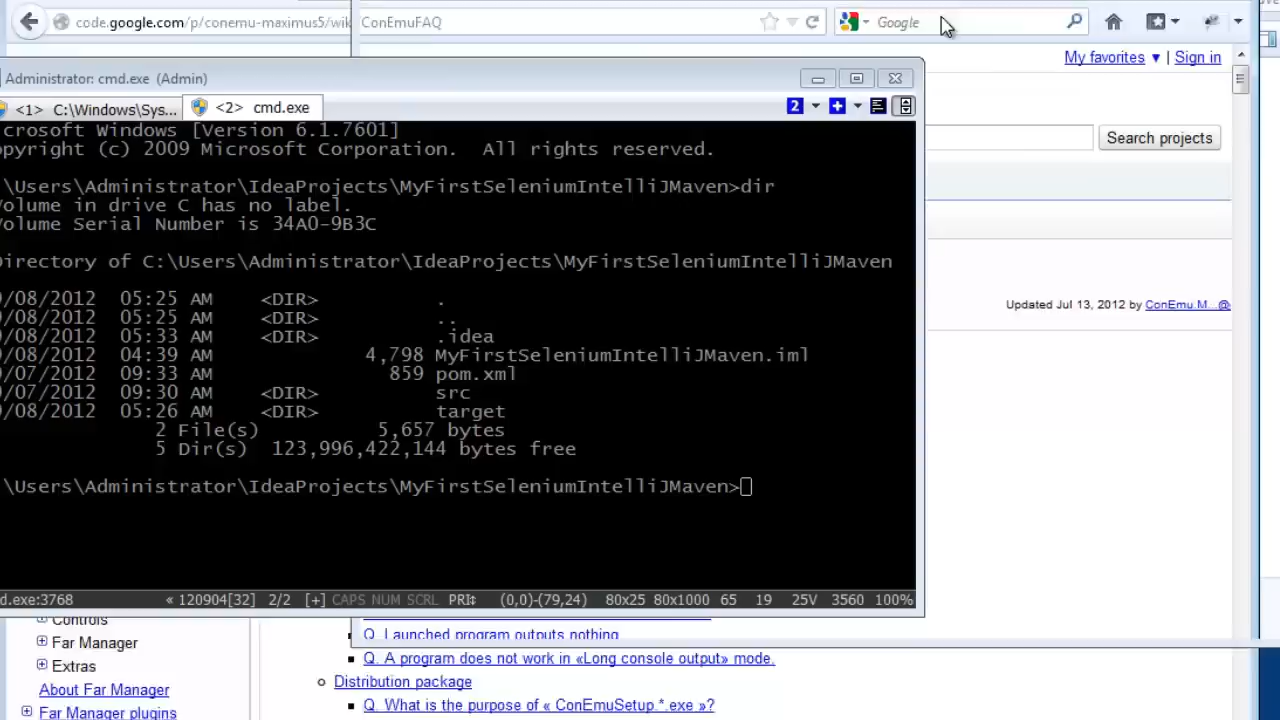 code.google.com/p/conemu-maximus5/wik
ConEmuFAQ
Google
My favorites ▼ | Sign in
Administrator: cmd.exe (Admin)
<1> C:\Windows\Sys...
<2> cmd.exe
2
Search projects
crosoft Windows [Version 6.1.7601]
opyright (c) 2009 Microsoft Corporation. All rights reserved.
\Users\Administrator\IdeaProjects\MyFirstSeleniumIntelliJMaven>dir
Volume in drive C has no label.
Volume Serial Number is 34A0-9B3C
Directory of C:\Users\Administrator\IdeaProjects\MyFirstSeleniumIntelliJMaven
/08/2012 05:25 AM <DIR> .
/08/2012 05:25 AM <DIR> ..
/08/2012 05:33 AM <DIR> .idea
/08/2012 04:39 AM 4,798 MyFirstSeleniumIntelliJMaven.iml
/07/2012 09:33 AM 859 pom.xml
/07/2012 09:30 AM <DIR> src
/08/2012 05:26 AM <DIR> target
2 File(s) 5,657 bytes
5 Dir(s) 123,996,422,144 bytes free
\Users\Administrator\IdeaProjects\MyFirstSeleniumIntelliJMaven>
Updated Jul 13, 2012 by ConEmu.M...@
d.exe:3768 « 120904[32] 2/2 [+] CAPS NUM SCRL PRI‡ (0,0)-(79,24) 80x25 80x1000 65 19 25V 3560 100%
Controls
Far Manager
Extras
About Far Manager
Far Manager plugins
Q. Launched program outputs nothing
Q. A program does not work in «Long console output» mode.
Distribution package
Q. What is the purpose of « ConEmuSetup.*.exe »?